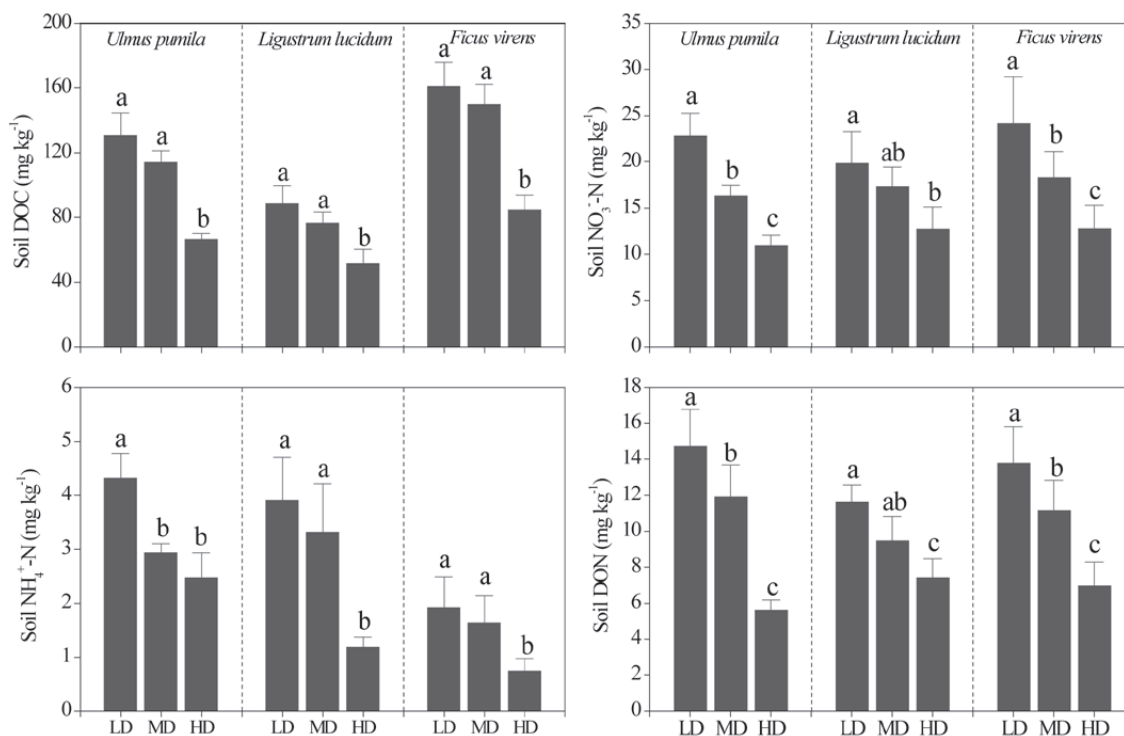 Ulmus pumila Ligustrum lucidum Ficus virens
Soil DOC (mg kg⁻¹)
200
160
120
80
40
0
a a b
a a b
a a b
Ulmus pumila Ligustrum lucidum Ficus virens
Soil NO₃⁻-N (mg kg⁻¹)
35
30
25
20
15
10
5
0
a b c
a ab b
a b c
Soil NH₄⁺-N (mg kg⁻¹)
6
5
4
3
2
1
0
a b b
a a b
a a b
LD MD HD LD MD HD LD MD HD
Soil DON (mg kg⁻¹)
18
16
14
12
10
8
6
4
2
0
a b c
a ab c
a b c
LD MD HD LD MD HD LD MD HD